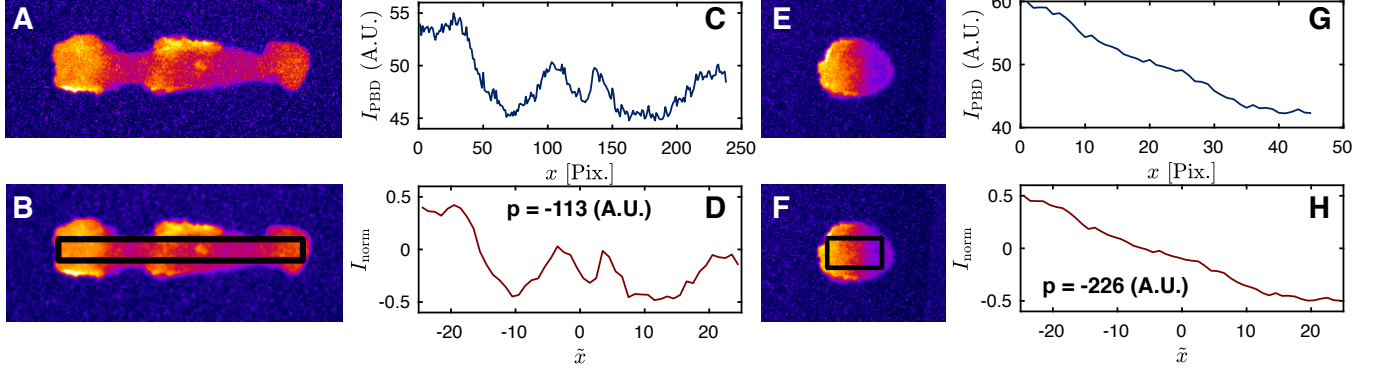 A
55
50
45
I_PBD (A.U.)
C
0 50 100 150 200 250
x [Pix.]
E
60
50
40
I_PBD (A.U.)
G
0 10 20 30 40 50
x [Pix.]
B
0.5
0
-0.5
I_norm
p = -113 (A.U.)
D
-20 -10 0 10 20
x̃
F
0.5
0
-0.5
I_norm
H
p = -226 (A.U.)
-20 -10 0 10 20
x̃